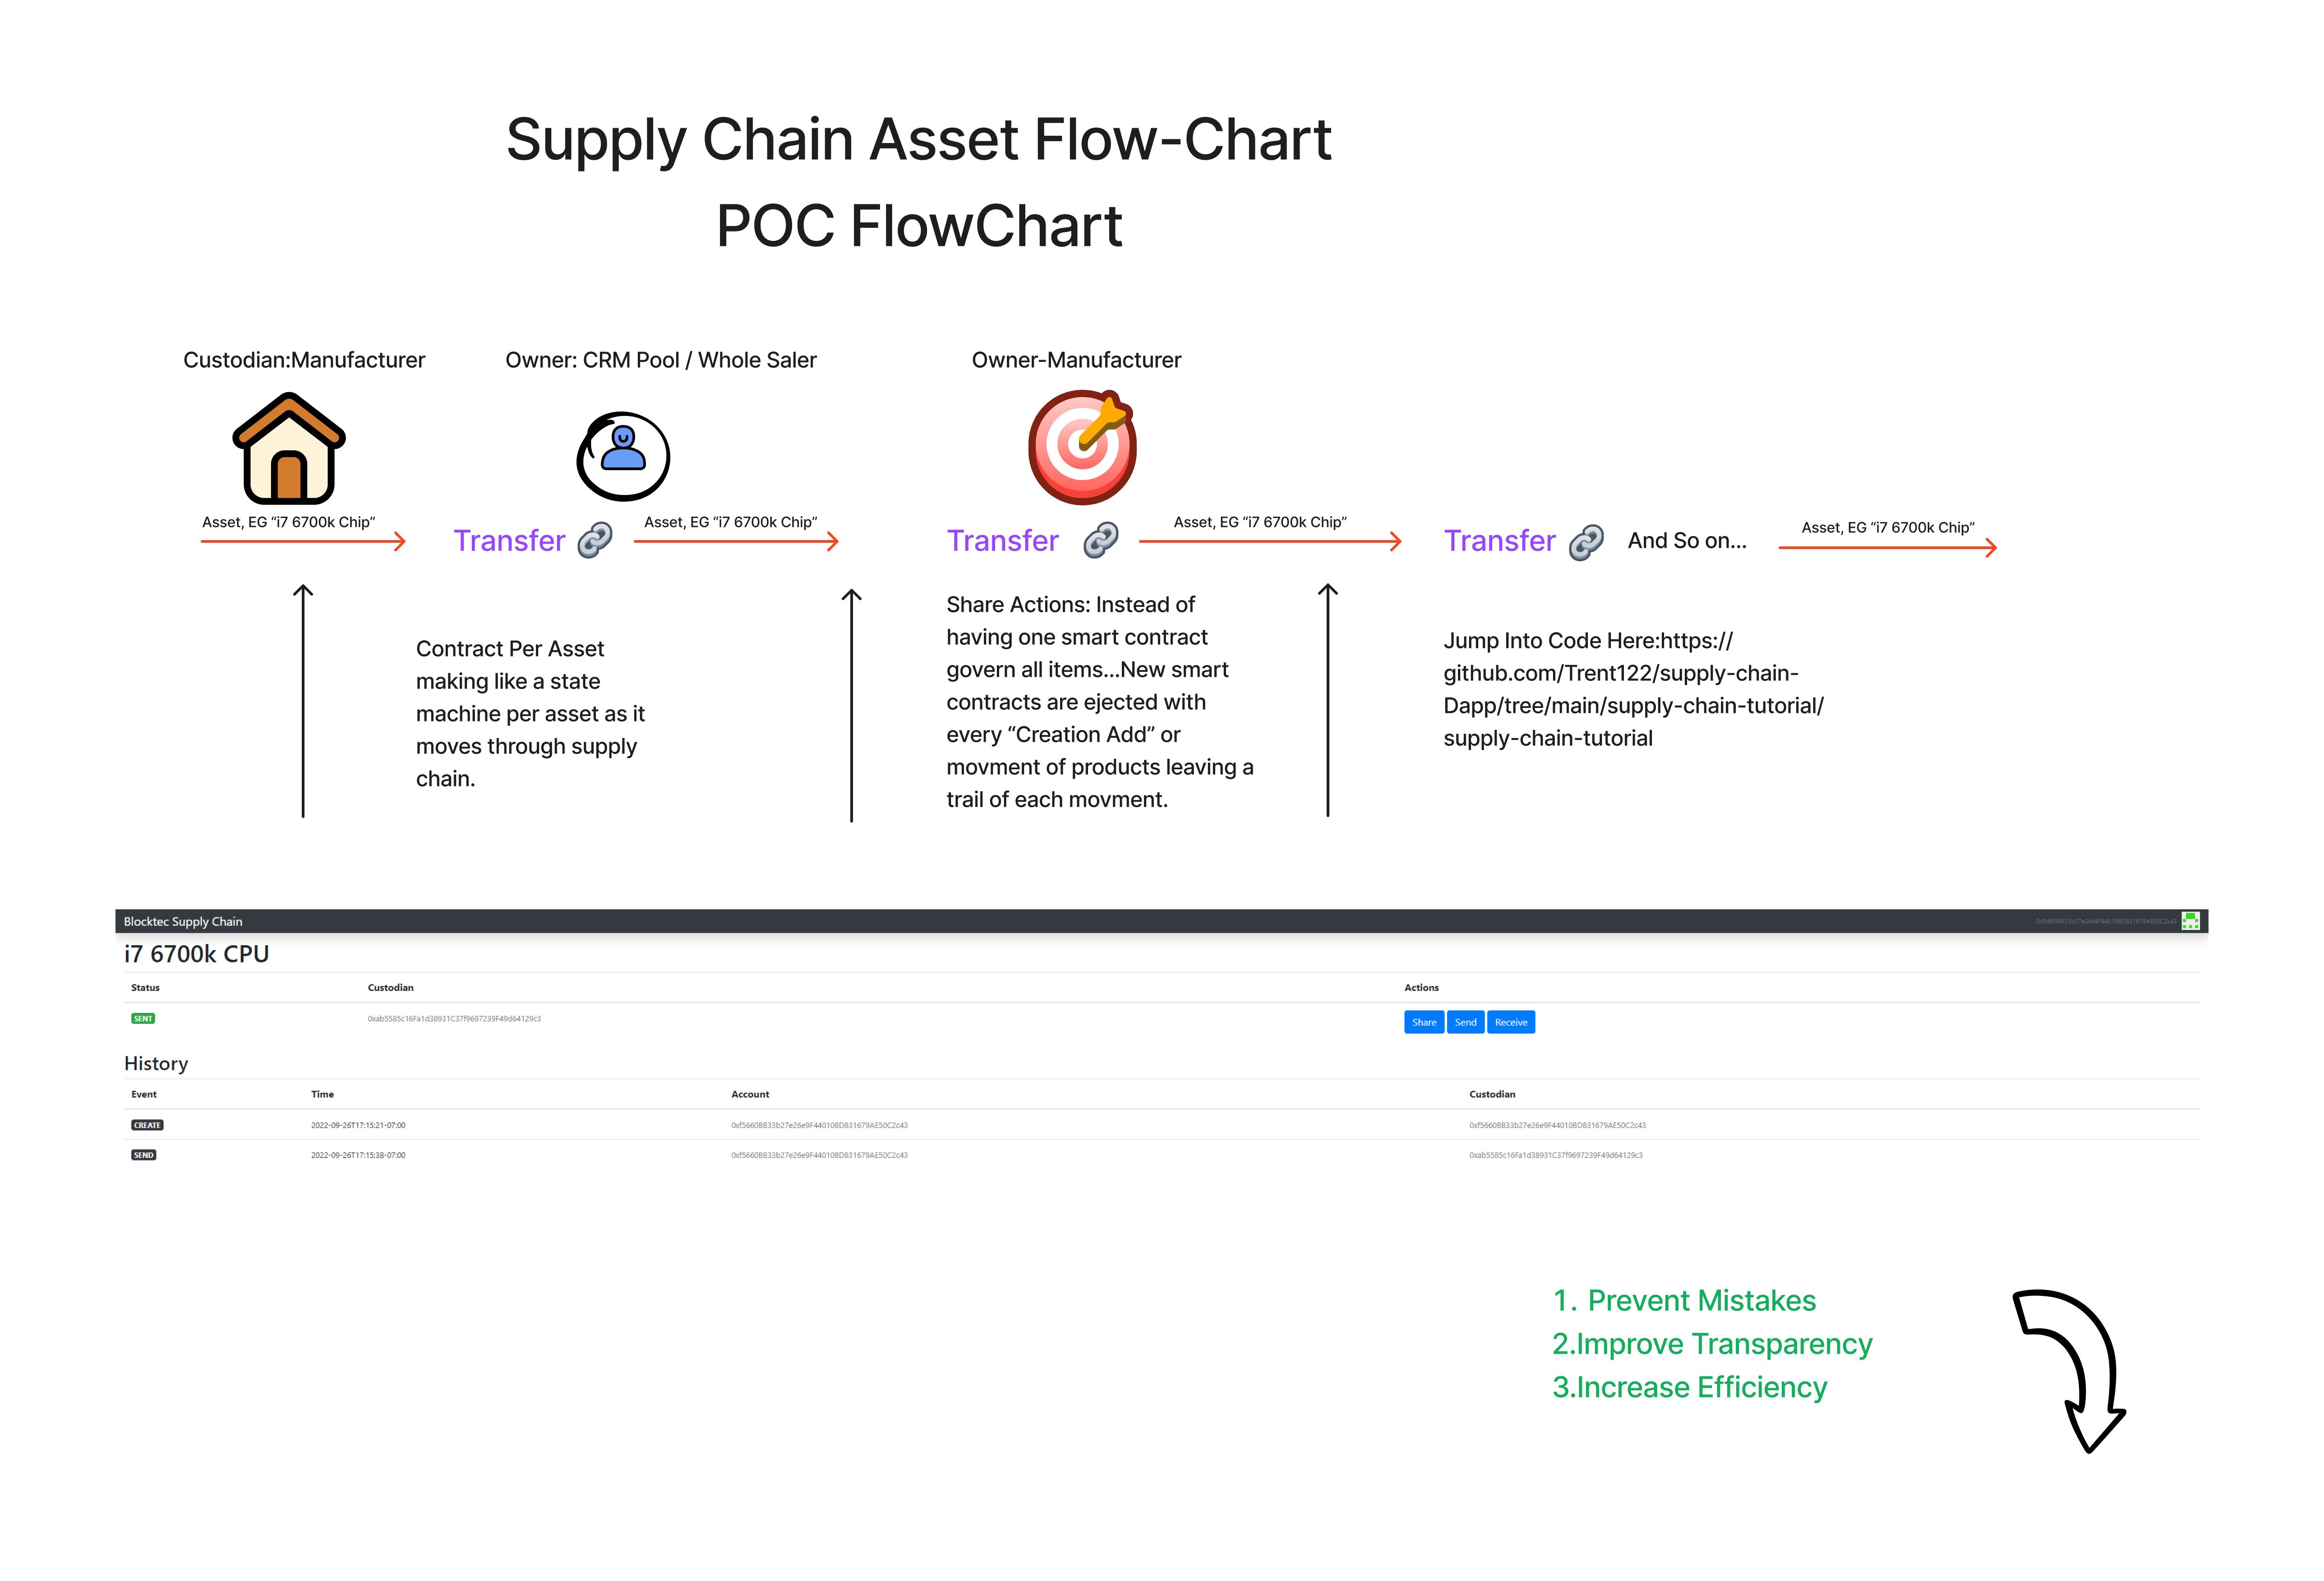 Supply Chain Asset Flow-Chart
POC FlowChart
Custodian:Manufacturer
Owner: CRM Pool / Whole Saler
Owner-Manufacturer
Asset, EG “i7 6700k Chip”
Transfer
Asset, EG “i7 6700k Chip”
Transfer
Asset, EG “i7 6700k Chip”
Transfer
And So on...
Asset, EG “i7 6700k Chip”
Contract Per Asset
making like a state
machine per asset as it
moves through supply
chain.
Share Actions: Instead of
having one smart contract
govern all items...New smart
contracts are ejected with
every “Creation Add” or
movment of products leaving a
trail of each movment.
Jump Into Code Here:https://
github.com/Trent122/supply-chain-
Dapp/tree/main/supply-chain-tutorial/
supply-chain-tutorial
Blocktec Supply Chain
0xf5660BB33b27e26e9F44010BD831679AE50C2c43
i7 6700k CPU
Status Custodian Actions
SENT 0xab5585c16Fa1d38931C37f9697239F49d64129c3 Share Send Receive
History
Event Time Account Custodian
CREATE 2022-09-26T17:15:21-07:00 0xf5660BB33b27e26e9F44010BD831679AE50C2c43 0xf5660BB33b27e26e9F44010BD831679AE50C2c43
SEND 2022-09-26T17:15:38-07:00 0xf5660BB33b27e26e9F44010BD831679AE50C2c43 0xab5585c16Fa1d38931C37f9697239F49d64129c3
1. Prevent Mistakes
2.Improve Transparency
3.Increase Efficiency